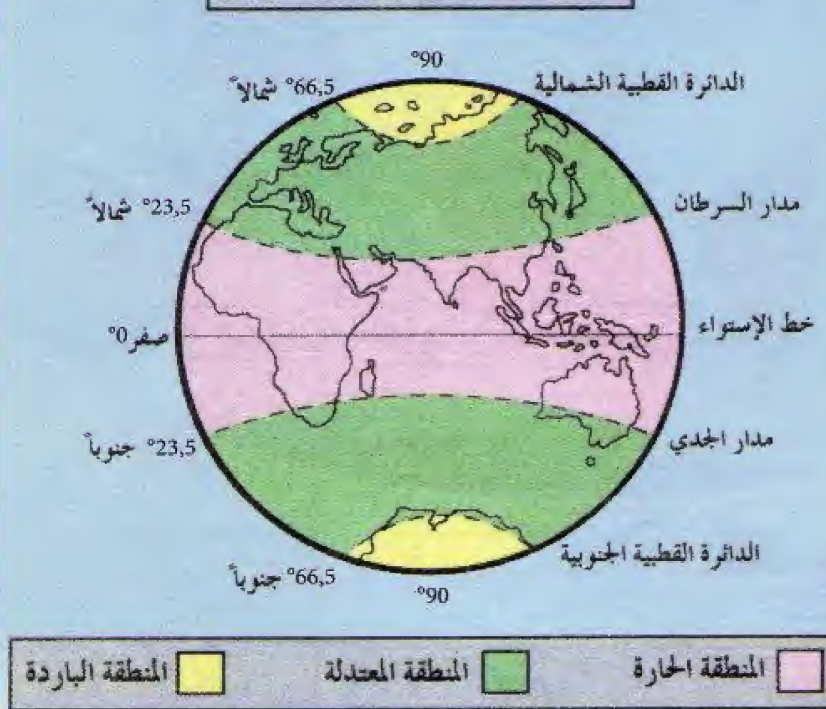 °90
الدائرة القطبية الشمالية
°66,5 شمالاً
مدار السرطان
°23,5 شمالاً
خط الإستواء
صفر°0
مدار الجدي
°23,5 جنوباً
الدائرة القطبية الجنوبية
°66,5 جنوباً
°90
المنطقة الحارة
المنطقة المعتدلة
المنطقة الباردة